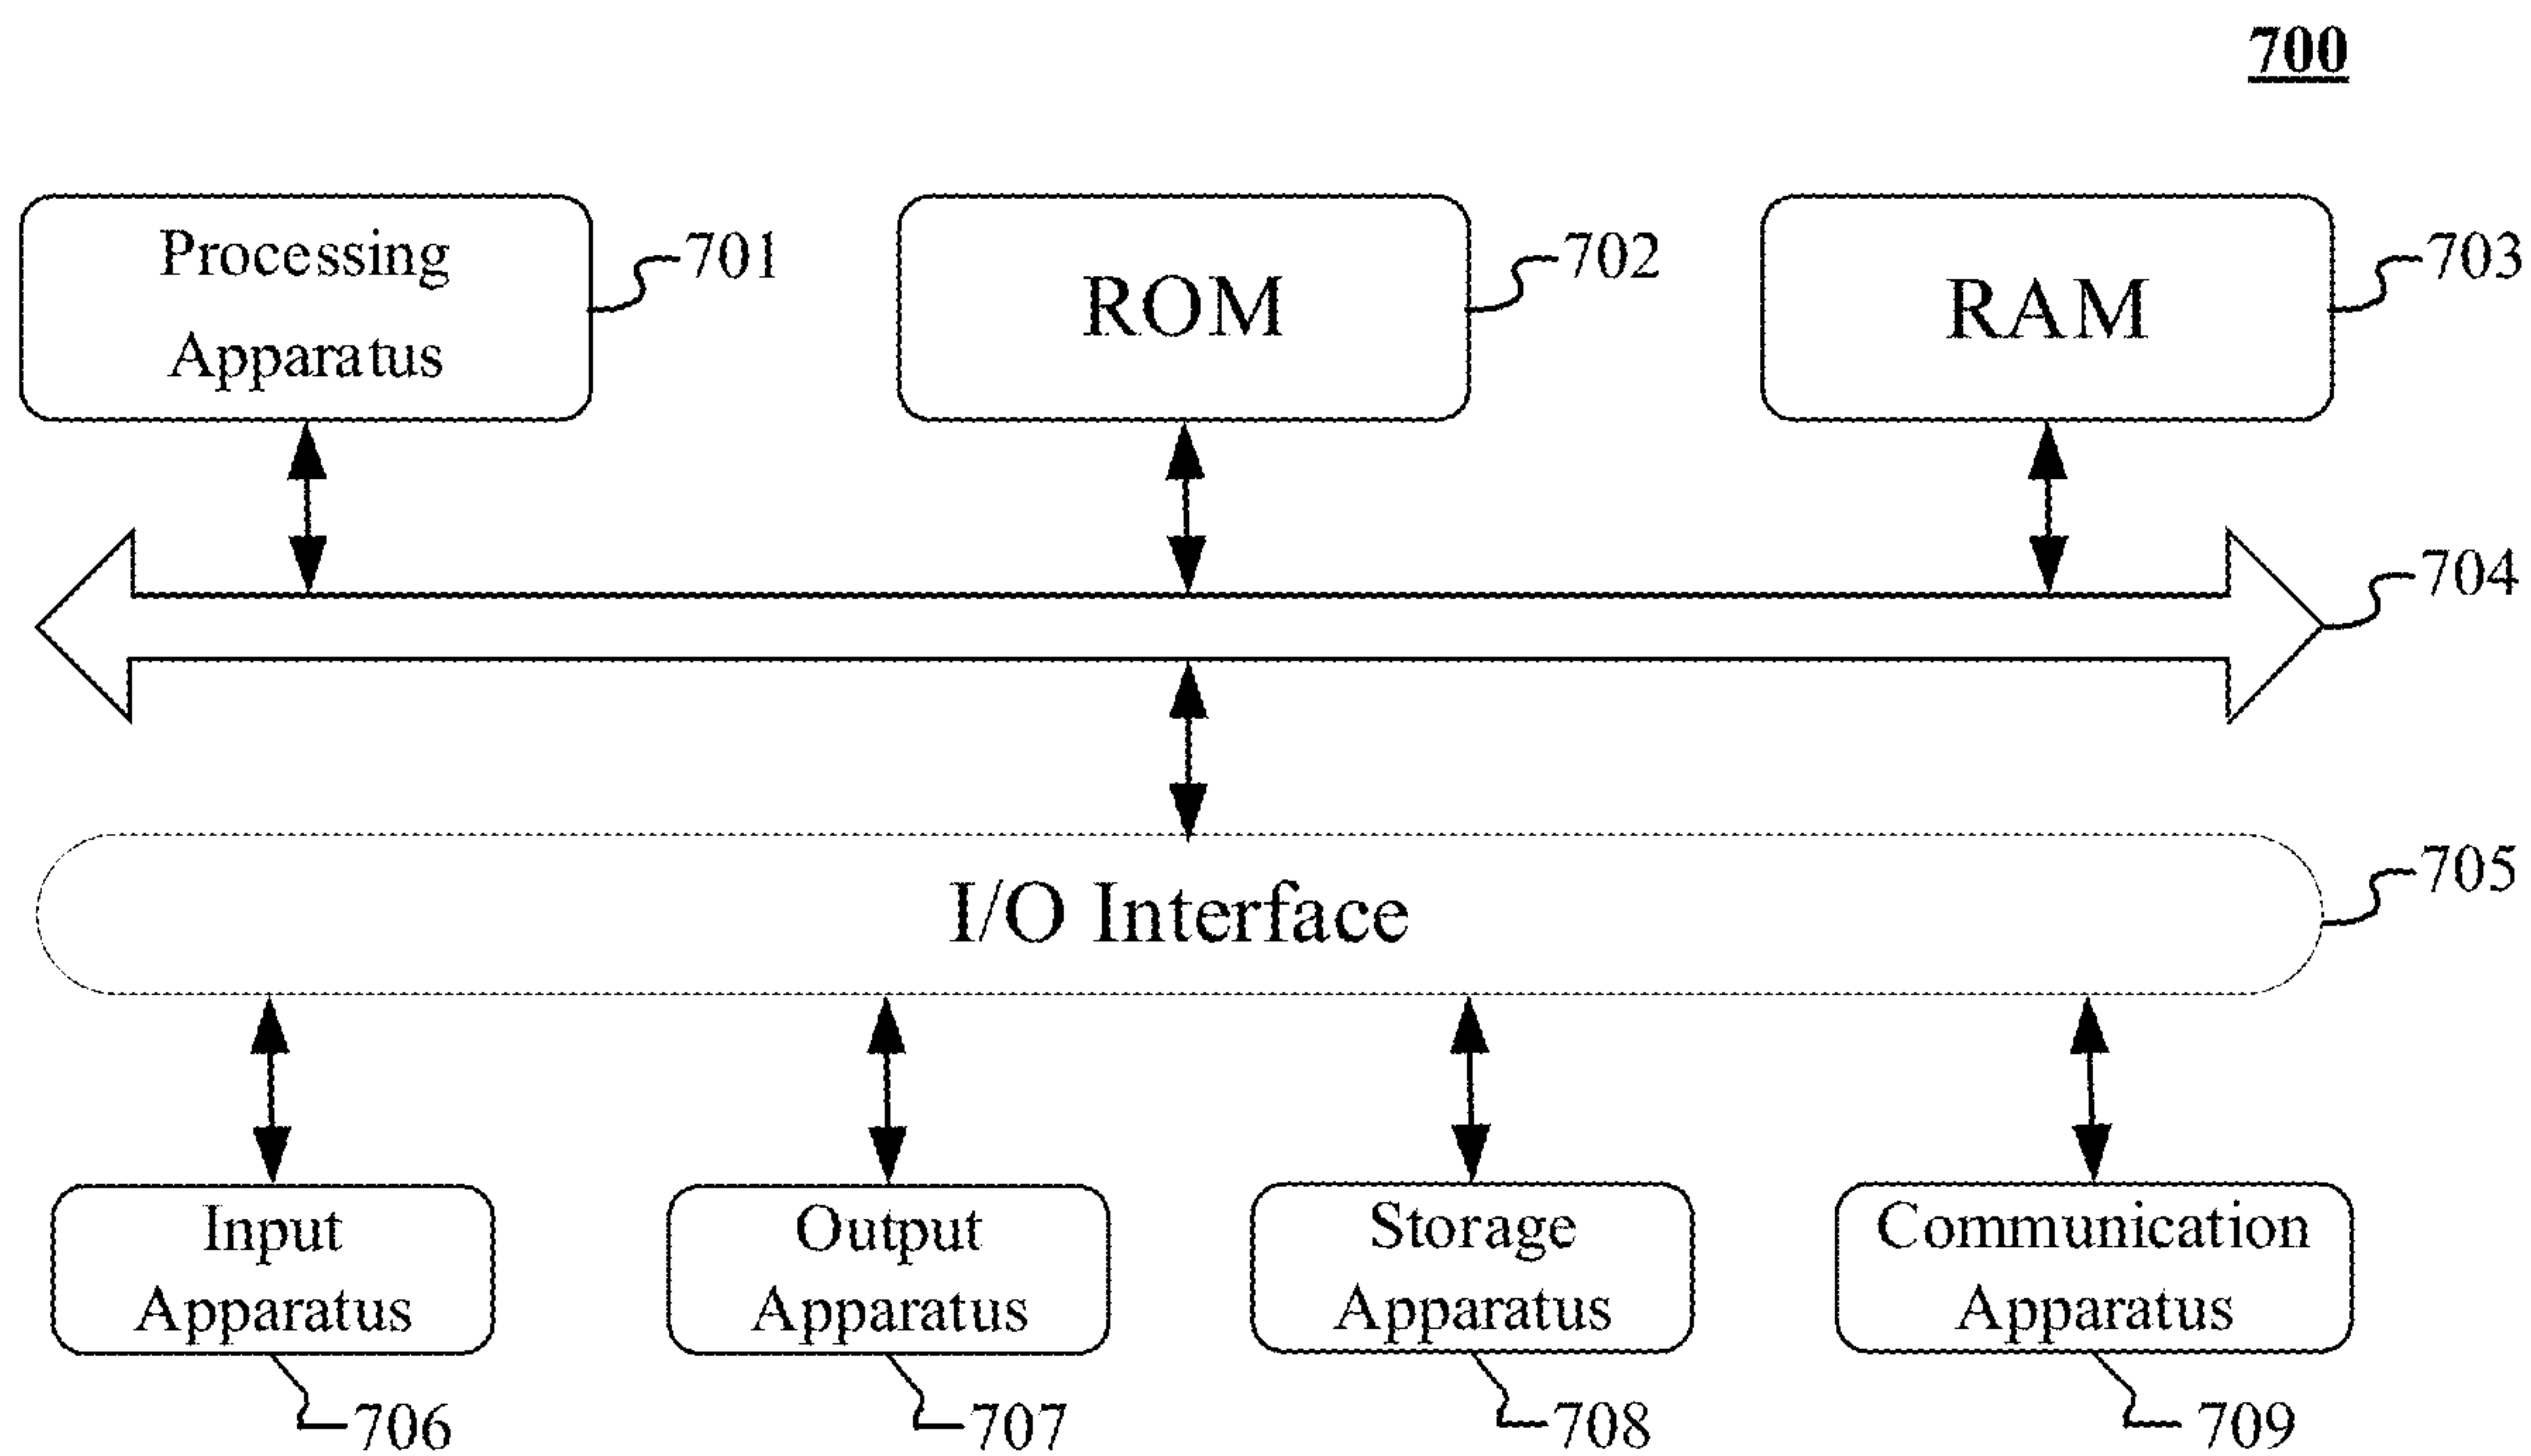 700
Processing
Apparatus
701
ROM
702
RAM
703
704
I/O Interface
705
Input
Apparatus
706
Output
Apparatus
707
Storage
Apparatus
708
Communication
Apparatus
709